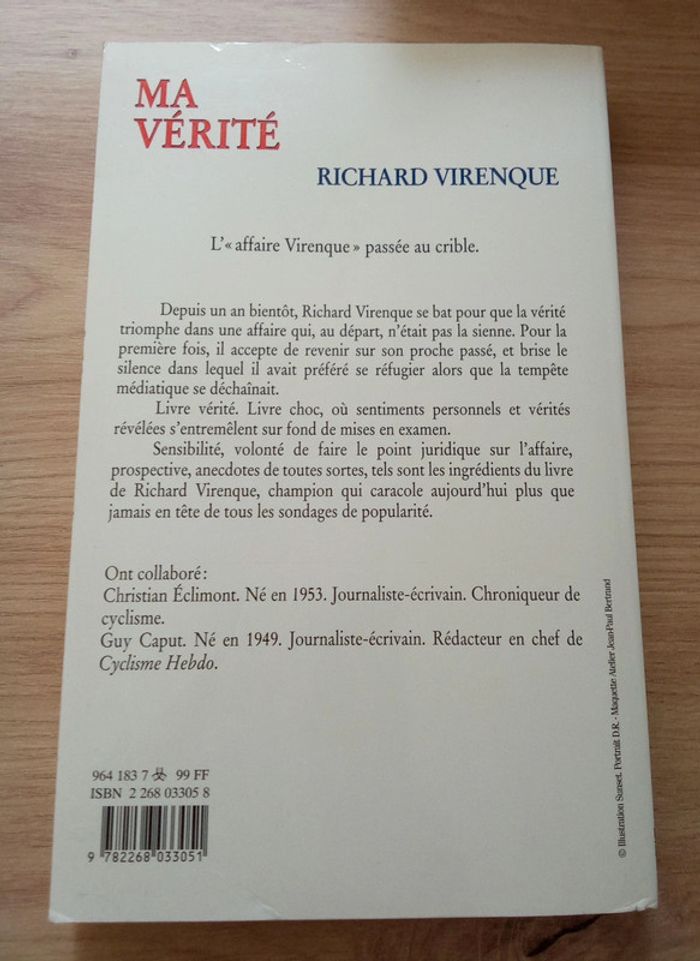 MA
VÉRITÉ
RICHARD VIRENQUE
L'« affaire Virenque » passée au crible.
Depuis un an bientôt, Richard Virenque se bat pour que la vérité
triomphe dans une affaire qui, au départ, n'était pas la sienne. Pour la
première fois, il accepte de revenir sur son proche passé, et brise le
silence dans lequel il avait préféré se réfugier alors que la tempête
médiatique se déchaînait.
Livre vérité. Livre choc, où sentiments personnels et vérités
révélées s'entremêlent sur fond de mises en examen.
Sensibilité, volonté de faire le point juridique sur l'affaire,
prospective, anecdotes de toutes sortes, tels sont les ingrédients du livre
de Richard Virenque, champion qui caracole aujourd'hui plus que
jamais en tête de tous les sondages de popularité.
Ont collaboré :
Christian Éclimont. Né en 1953. Journaliste-écrivain. Chroniqueur de
cyclisme.
Guy Caput. Né en 1949. Journaliste-écrivain. Rédacteur en chef de
Cyclisme Hebdo.
964 183 7 99 FF
ISBN 2 268 03305 8
9 782268 033051
© Illustration Sunset. Portrait D.R. - Maquette Atelier Jean-Paul Bertrand